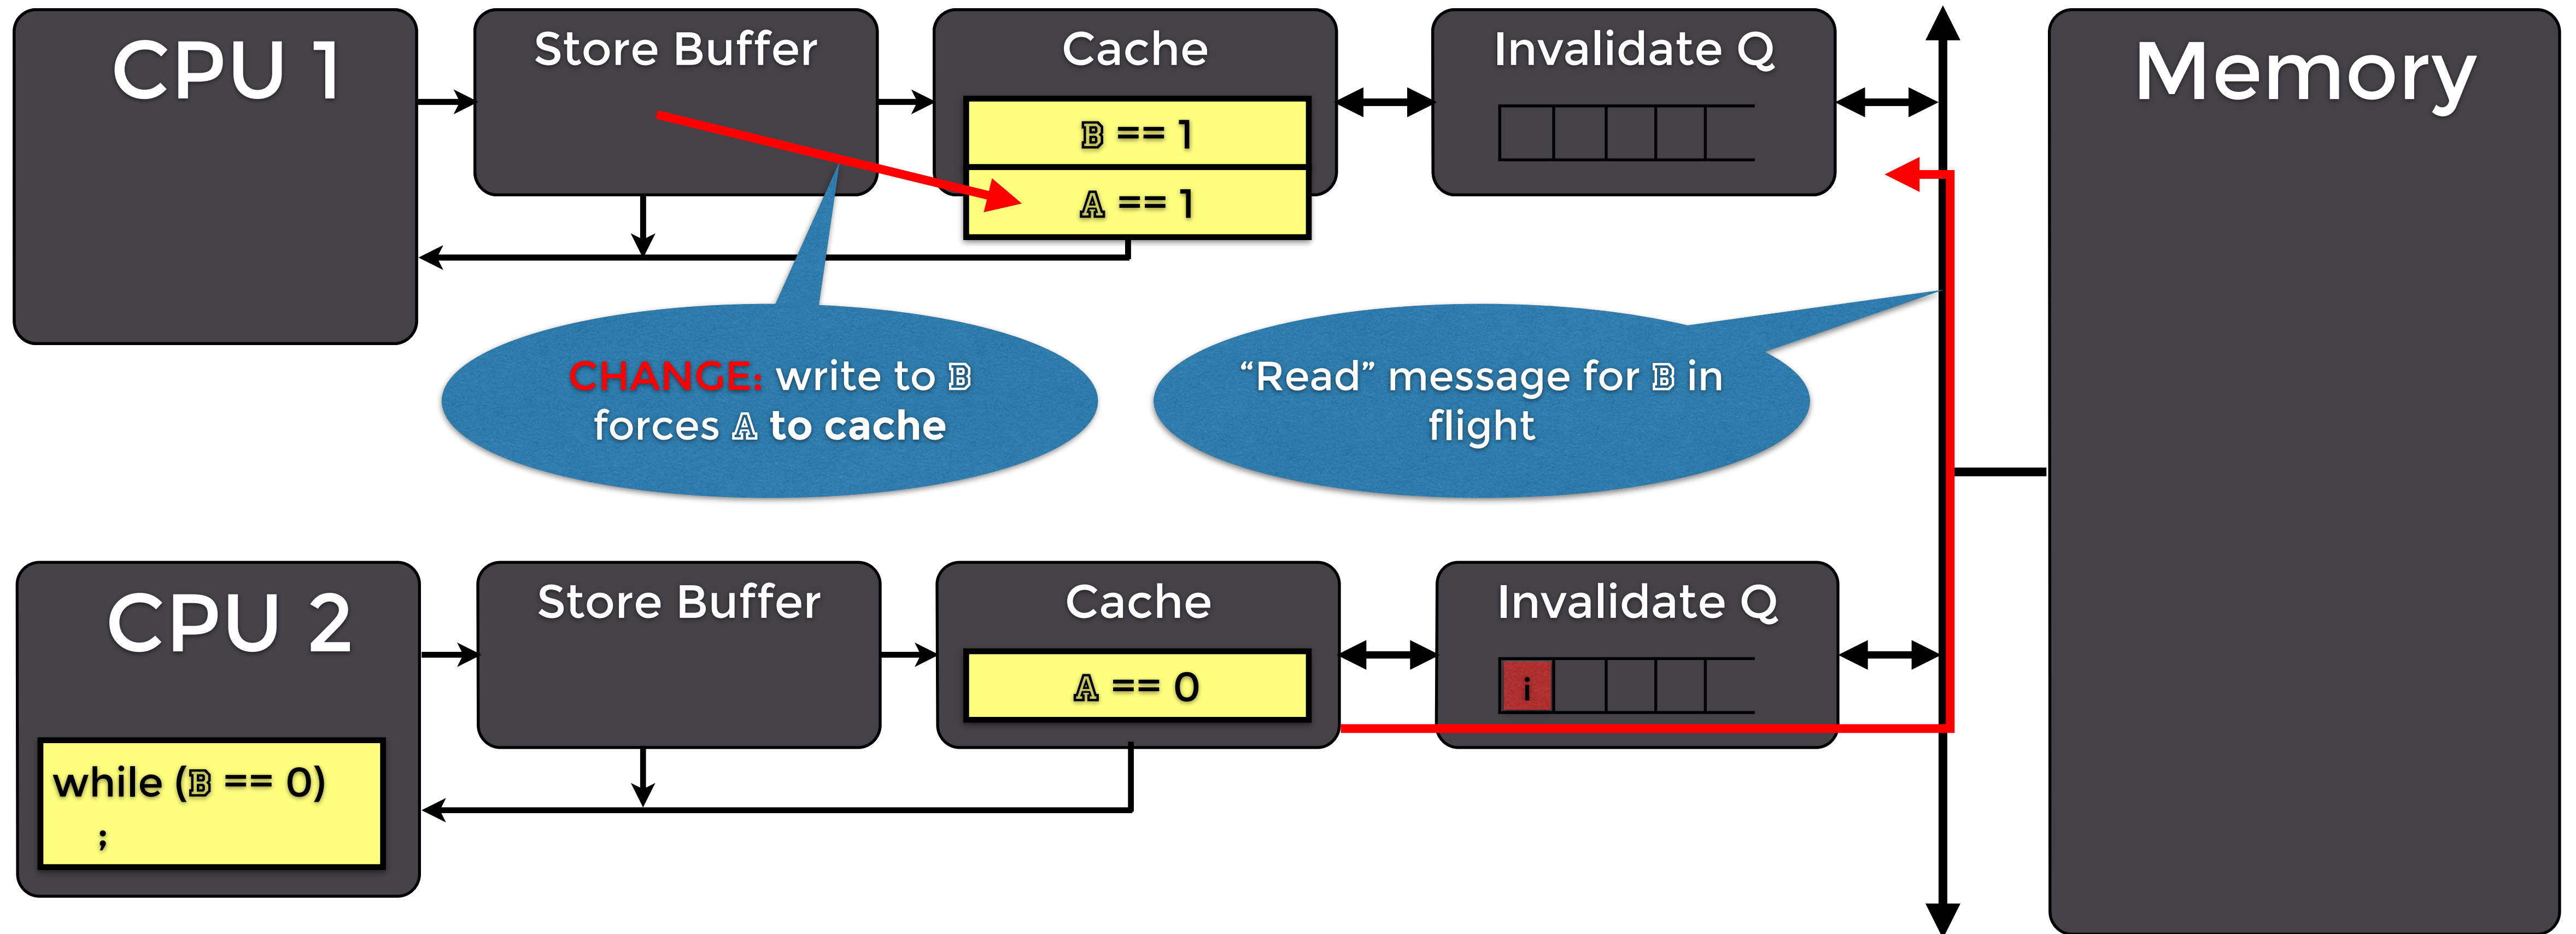 CPU 1
Store Buffer
Cache
Invalidate Q
Memory
B == 1
A == 1
CHANGE: write to B
forces A to cache
“Read” message for B in
flight
CPU 2
Store Buffer
Cache
Invalidate Q
A == 0
i
while (B == 0)
;